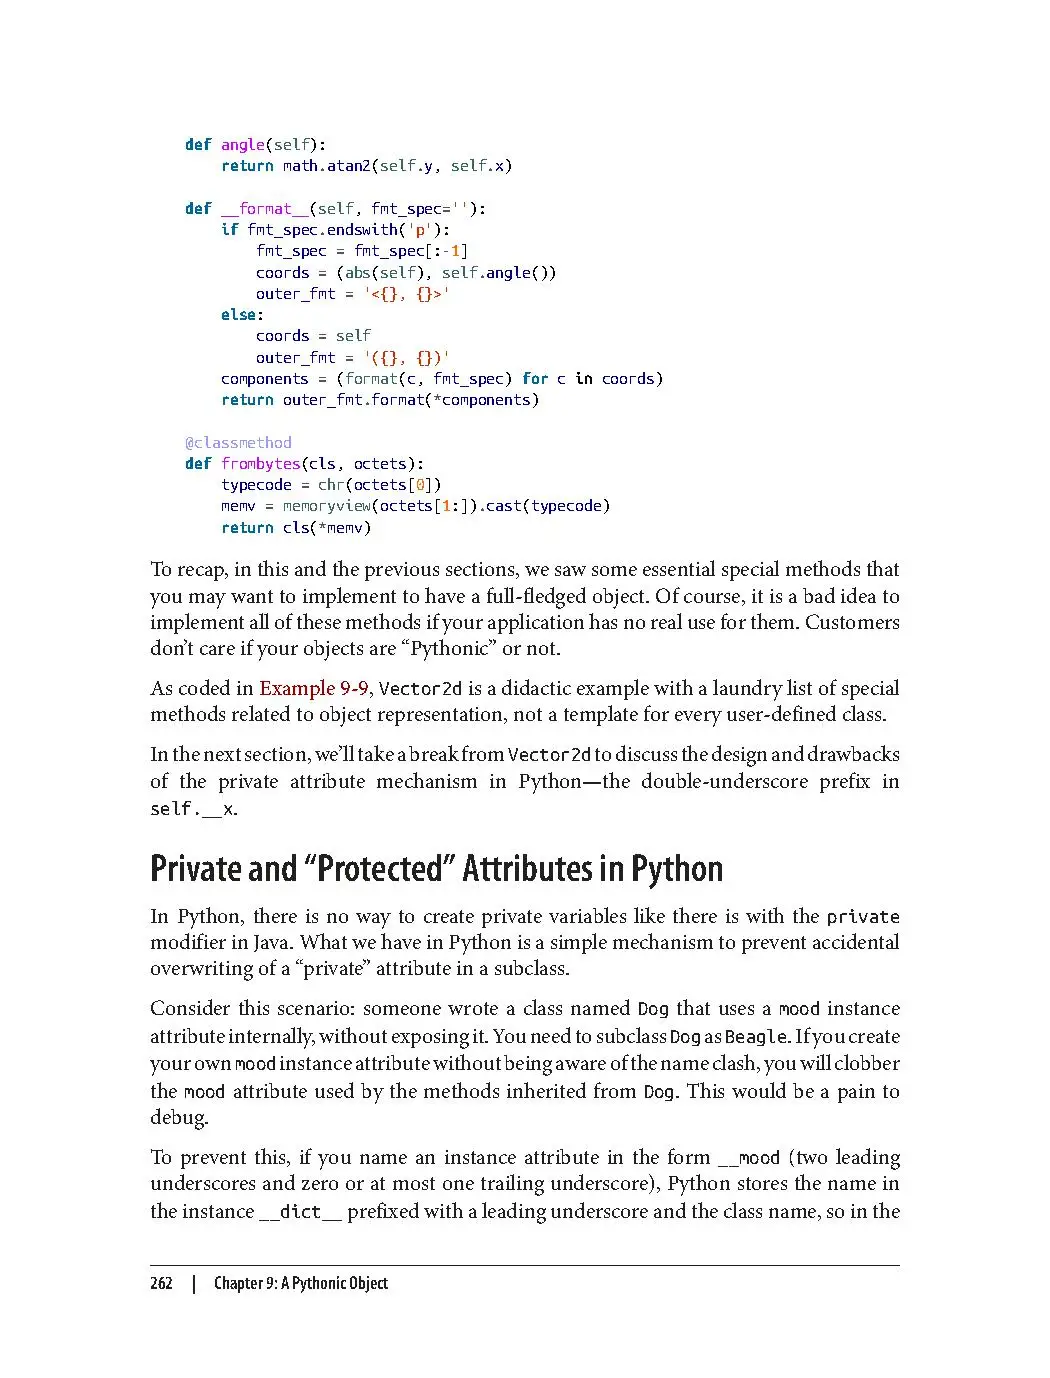 def angle(self):
    return math.atan2(self.y, self.x)

def __format__(self, fmt_spec=''):
    if fmt_spec.endswith('p'):
        fmt_spec = fmt_spec[:-1]
        coords = (abs(self), self.angle())
        outer_fmt = '<{}, {}>'
    else:
        coords = self
        outer_fmt = '({}, {})'
    components = (format(c, fmt_spec) for c in coords)
    return outer_fmt.format(*components)

@classmethod
def frombytes(cls, octets):
    typecode = chr(octets[0])
    memv = memoryview(octets[1:]).cast(typecode)
    return cls(*memv)
To recap, in this and the previous sections, we saw some essential special methods that
you may want to implement to have a full-fledged object. Of course, it is a bad idea to
implement all of these methods if your application has no real use for them. Customers
don’t care if your objects are “Pythonic” or not.
As coded in Example 9-9, Vector2d is a didactic example with a laundry list of special
methods related to object representation, not a template for every user-defined class.
In the next section, we’ll take a break from Vector2d to discuss the design and drawbacks
of the private attribute mechanism in Python—the double-underscore prefix in
self.__x.
Private and “Protected” Attributes in Python
In Python, there is no way to create private variables like there is with the private
modifier in Java. What we have in Python is a simple mechanism to prevent accidental
overwriting of a “private” attribute in a subclass.
Consider this scenario: someone wrote a class named Dog that uses a mood instance
attribute internally, without exposing it. You need to subclass Dog as Beagle. If you create
your own mood instance attribute without being aware of the name clash, you will clobber
the mood attribute used by the methods inherited from Dog. This would be a pain to
debug.
To prevent this, if you name an instance attribute in the form __mood (two leading
underscores and zero or at most one trailing underscore), Python stores the name in
the instance __dict__ prefixed with a leading underscore and the class name, so in the
262 | Chapter 9: A Pythonic Object